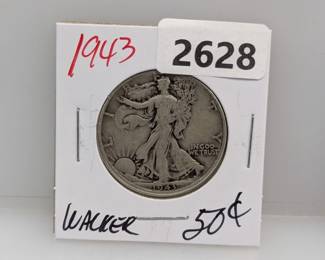 1943
2628
L I B E R T Y
IN GOD
WE TRUST
1943
WALKER 50¢